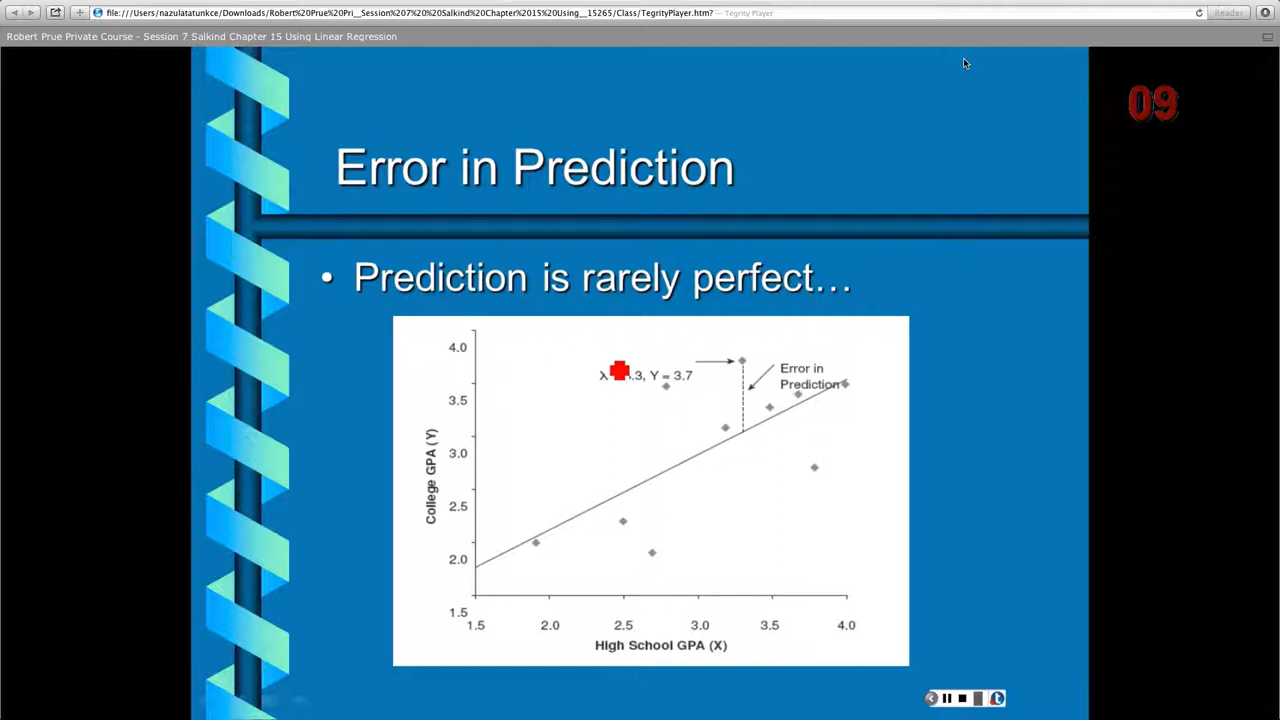 file:///Users/nazulatatunkce/Downloads/Robert%20Prue%20Pri__Session%207%20%20Salkind%20Chapter%2015%20Using__15265/Class/TegrityPlayer.htm? — Tegrity Player
Reader
Robert Prue Private Course - Session 7 Salkind Chapter 15 Using Linear Regression
09
Error in Prediction
• Prediction is rarely perfect…
4.0
3.5
3.0
2.5
2.0
1.5
College GPA (Y)
.3, Y = 3.7
Error in
Prediction
1.5 2.0 2.5 3.0 3.5 4.0
High School GPA (X)
t